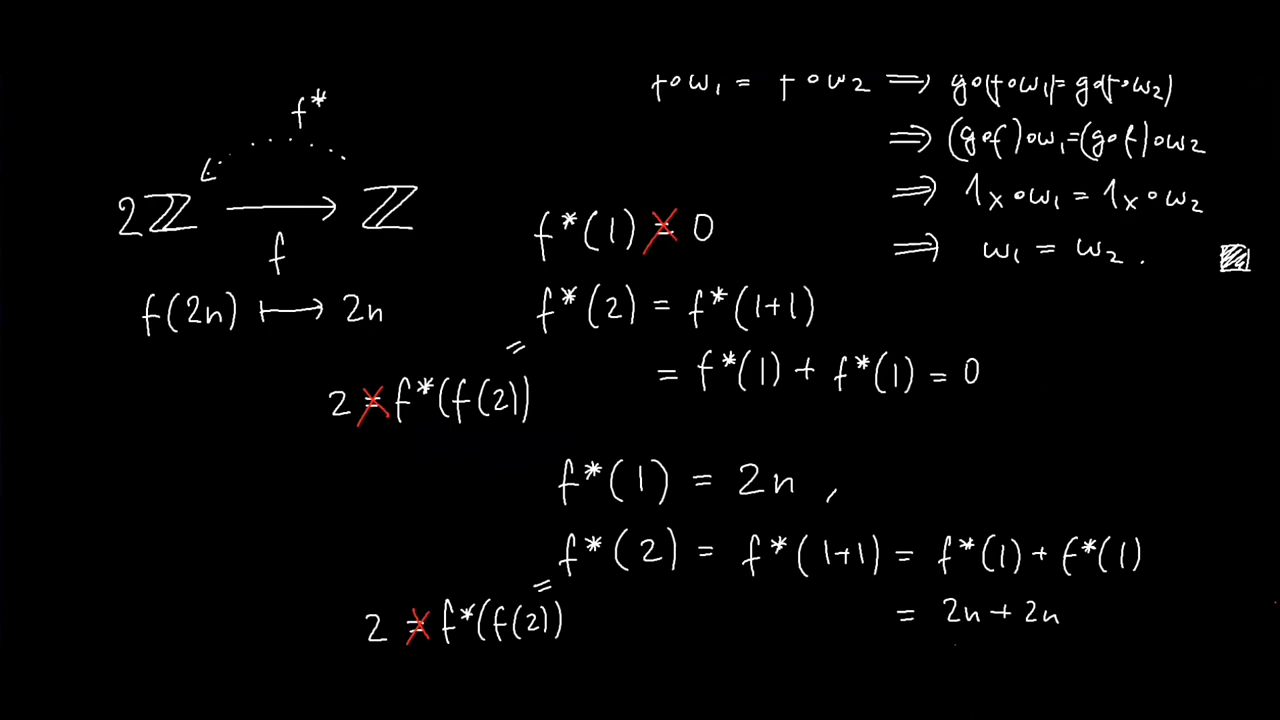 f∘w₁ = f∘w₂ ⟹ g∘(f∘w₁)=g∘(f∘w₂)
⟹ (g∘f)∘w₁=(g∘f)∘w₂
⟹ 1ₓ∘w₁ = 1ₓ∘w₂
⟹ w₁ = w₂ .
f*
2ℤ ⟶ ℤ
f
f(2n) ⟼ 2n
f*(1) = 0
f*(2) = f*(1+1)
= f*(1) + f*(1) = 0
=
2 = f*(f(2))
f*(1) = 2n ,
f*(2) = f*(1+1) = f*(1) + f*(1)
= 2n + 2n
=
2 = f*(f(2))